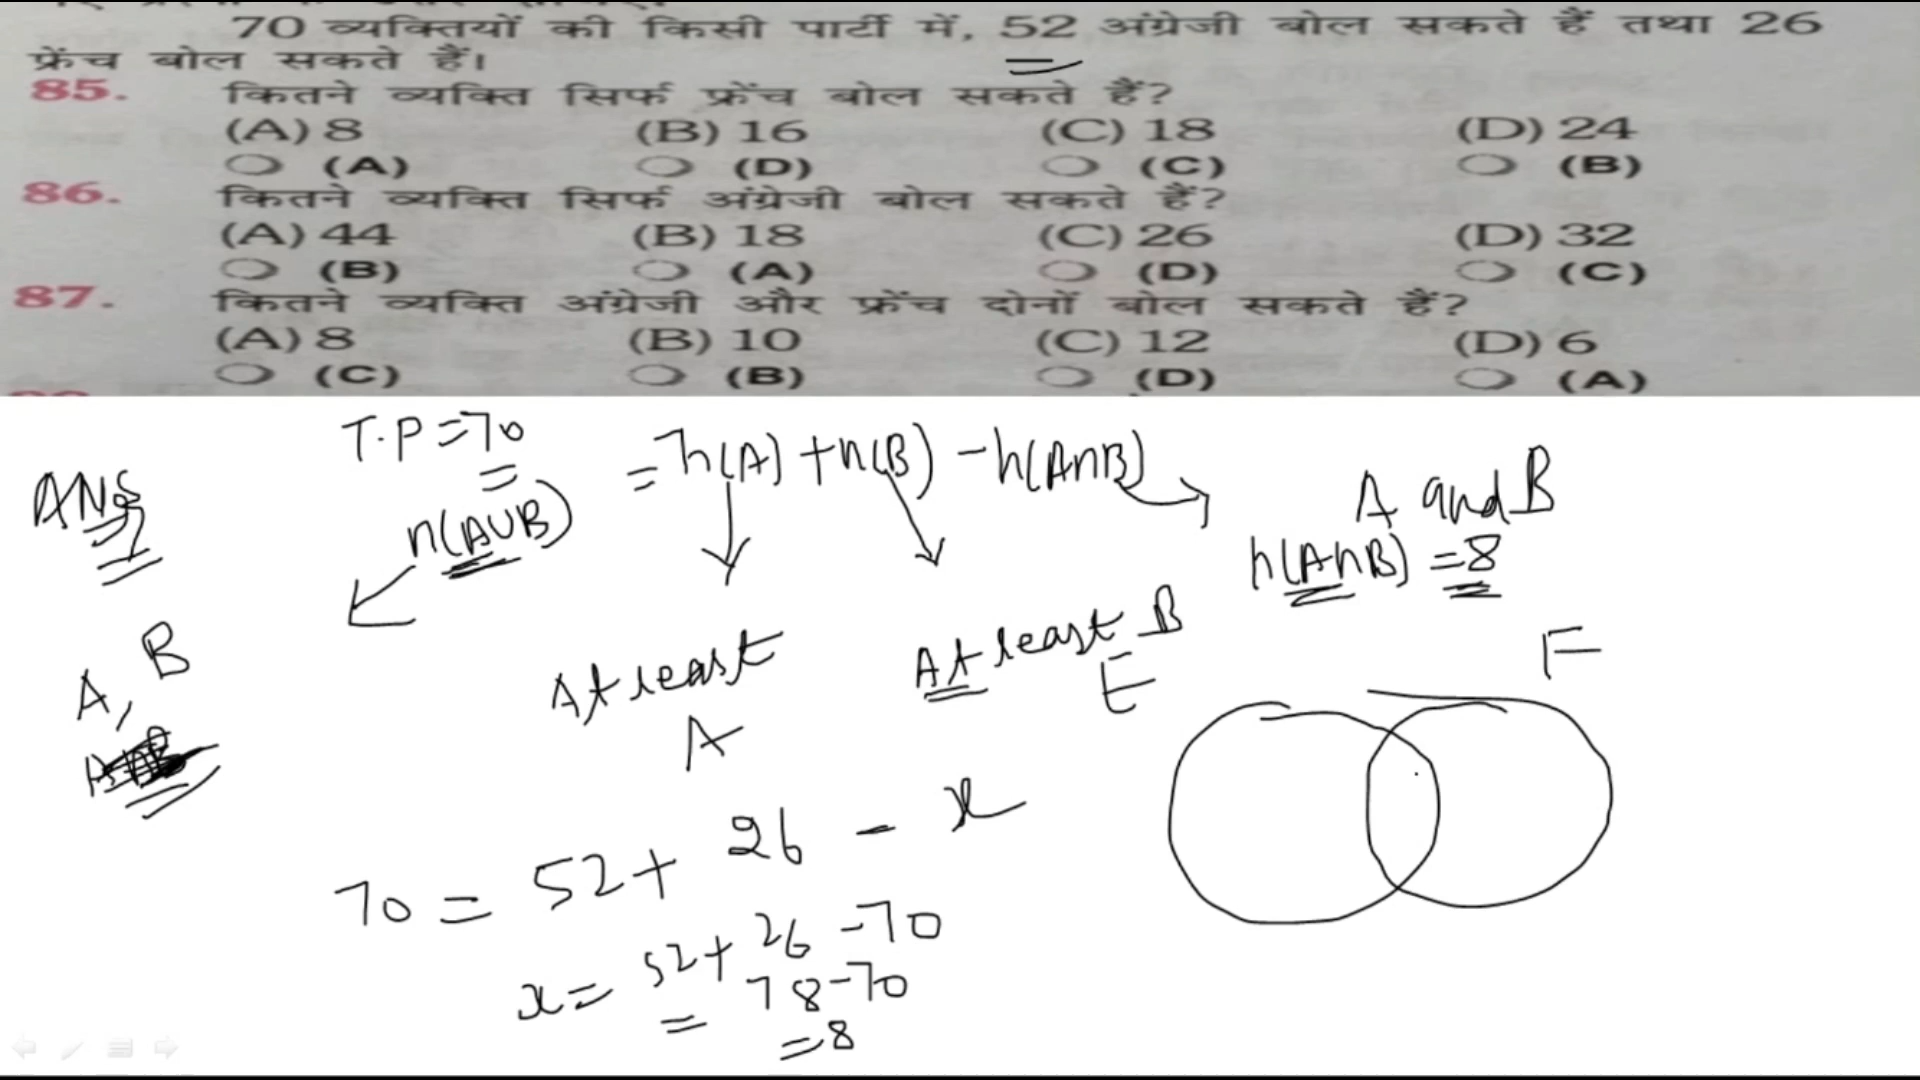 70 व्यक्तियों की किसी पार्टी में, 52 अंग्रेजी बोल सकते हैं तथा 26
फ्रेंच बोल सकते हैं।
85. कितने व्यक्ति सिर्फ फ्रेंच बोल सकते हैं?
(A) 8 (B) 16 (C) 18 (D) 24
(A) (D) (C) (B)
86. कितने व्यक्ति सिर्फ अंग्रेजी बोल सकते हैं?
(A) 44 (B) 18 (C) 26 (D) 32
(B) (A) (D) (C)
87. कितने व्यक्ति अंग्रेजी और फ्रेंच दोनों बोल सकते हैं?
(A) 8 (B) 10 (C) 12 (D) 6
(C) (B) (D) (A)
T.P = 70
ANS
n(A∪B) = n(A) + n(B) - n(A∩B)
A and B
n(A∩B) = 8
A, B
At least A
At least B
E
F
70 = 52 + 26 - x
x = 52 + 26 - 70
= 78 - 70
= 8